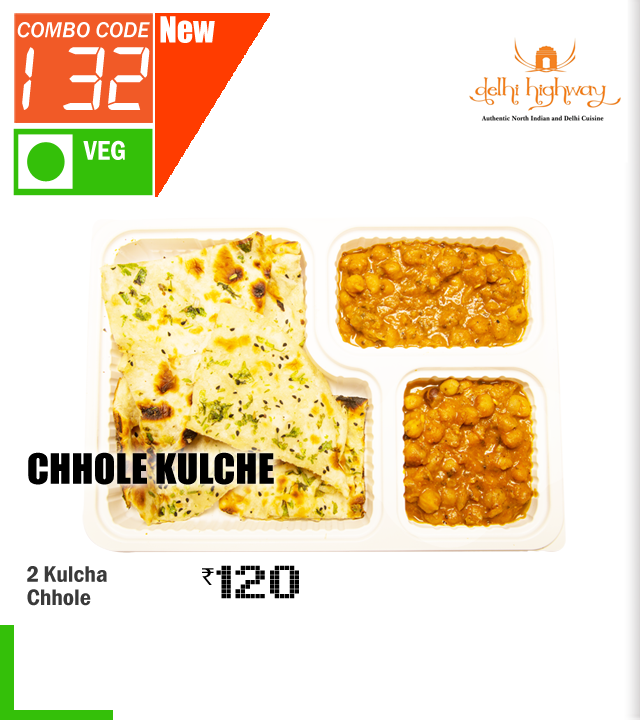 COMBO CODE
132
New
VEG
delhi highway
Authentic North Indian and Delhi Cuisine
CHHOLE KULCHE
2 Kulcha
Chhole
₹120